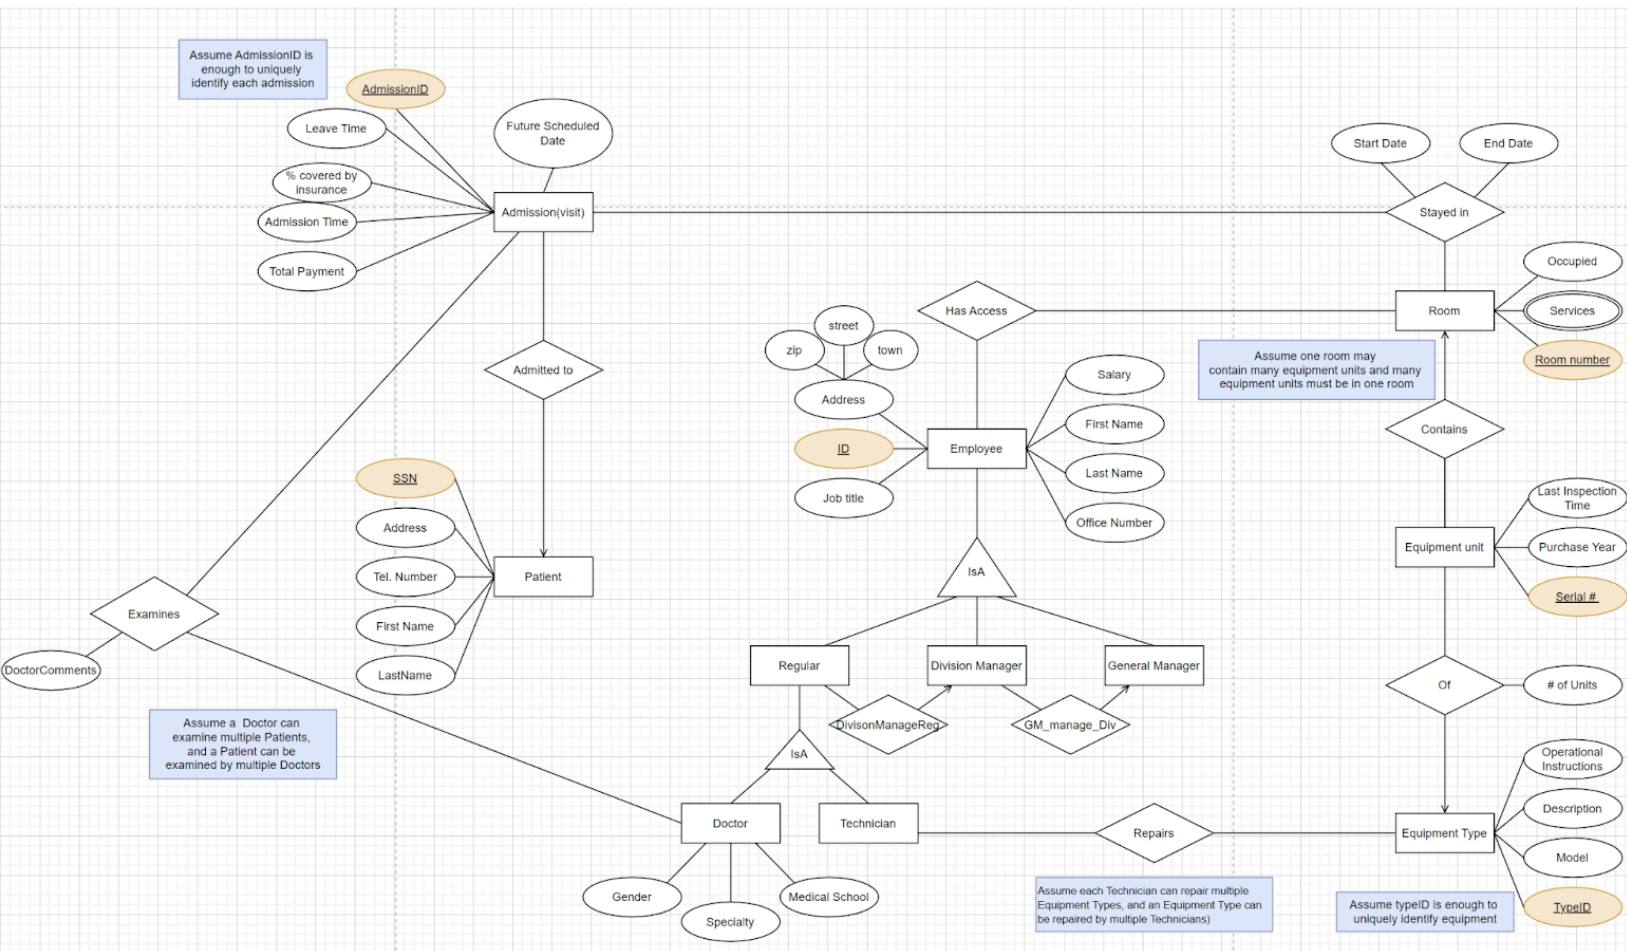 Assume AdmissionID is
enough to uniquely
identify each admission
AdmissionID
Leave Time
% covered by
insurance
Admission Time
Total Payment
Future Scheduled
Date
Admission(visit)
Start Date
End Date
Stayed in
Occupied
Services
Room number
Room
Has Access
Assume one room may
contain many equipment units and many
equipment units must be in one room
street
zip
town
Address
ID
Job title
Employee
Salary
First Name
Last Name
Office Number
Admitted to
Contains
SSN
Address
Tel. Number
First Name
LastName
Patient
Last Inspection
Time
Purchase Year
Serial #
Equipment unit
IsA
Examines
DoctorComments
Regular
Division Manager
General Manager
DivisonManageReg
GM_manage_Div
Of
# of Units
Assume a  Doctor can
examine multiple Patients,
and a Patient can be
examined by multiple Doctors
IsA
Doctor
Technician
Repairs
Equipment Type
Operational
Instructions
Description
Model
TypeID
Gender
Specialty
Medical School
Assume each Technician can repair multiple
Equipment Types, and an Equipment Type can
be repaired by multiple Technicians)
Assume typeID is enough to
uniquely identify equipment